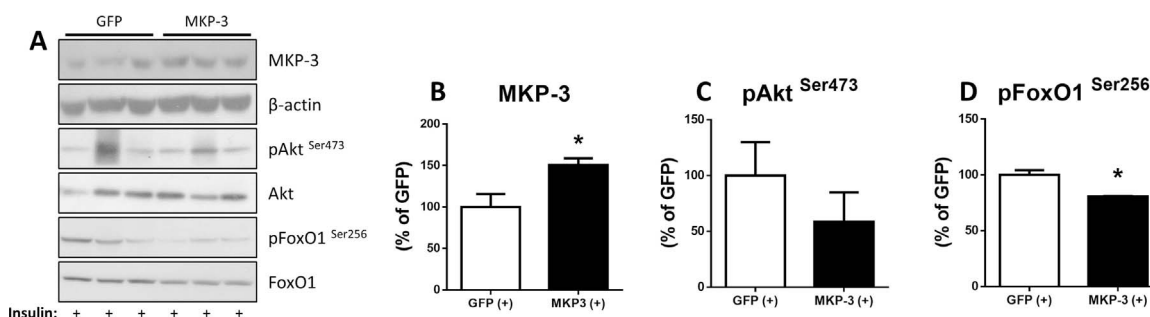 A
GFP MKP-3
MKP-3
β-actin
pAkt Ser473
Akt
pFoxO1 Ser256
FoxO1
Insulin: + + + + + +
B MKP-3
(% of GFP)
200
150
100
50
0
*
GFP (+) MKP3 (+)
C pAkt Ser473
(% of GFP)
150
100
50
0
GFP (+) MKP-3 (+)
D pFoxO1 Ser256
(% of GFP)
150
100
50
0
*
GFP (+) MKP-3 (+)